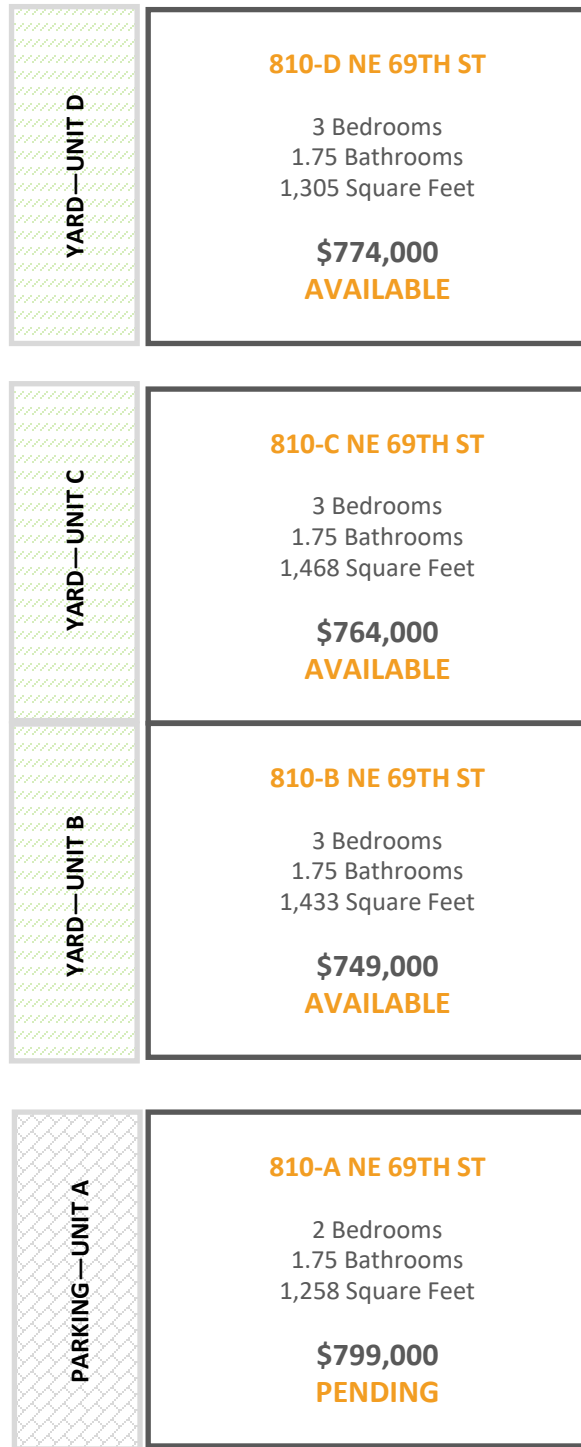 YARD—UNIT D
810-D NE 69TH ST
3 Bedrooms
1.75 Bathrooms
1,305 Square Feet
$774,000
AVAILABLE
YARD—UNIT C
810-C NE 69TH ST
3 Bedrooms
1.75 Bathrooms
1,468 Square Feet
$764,000
AVAILABLE
YARD—UNIT B
810-B NE 69TH ST
3 Bedrooms
1.75 Bathrooms
1,433 Square Feet
$749,000
AVAILABLE
PARKING—UNIT A
810-A NE 69TH ST
2 Bedrooms
1.75 Bathrooms
1,258 Square Feet
$799,000
PENDING